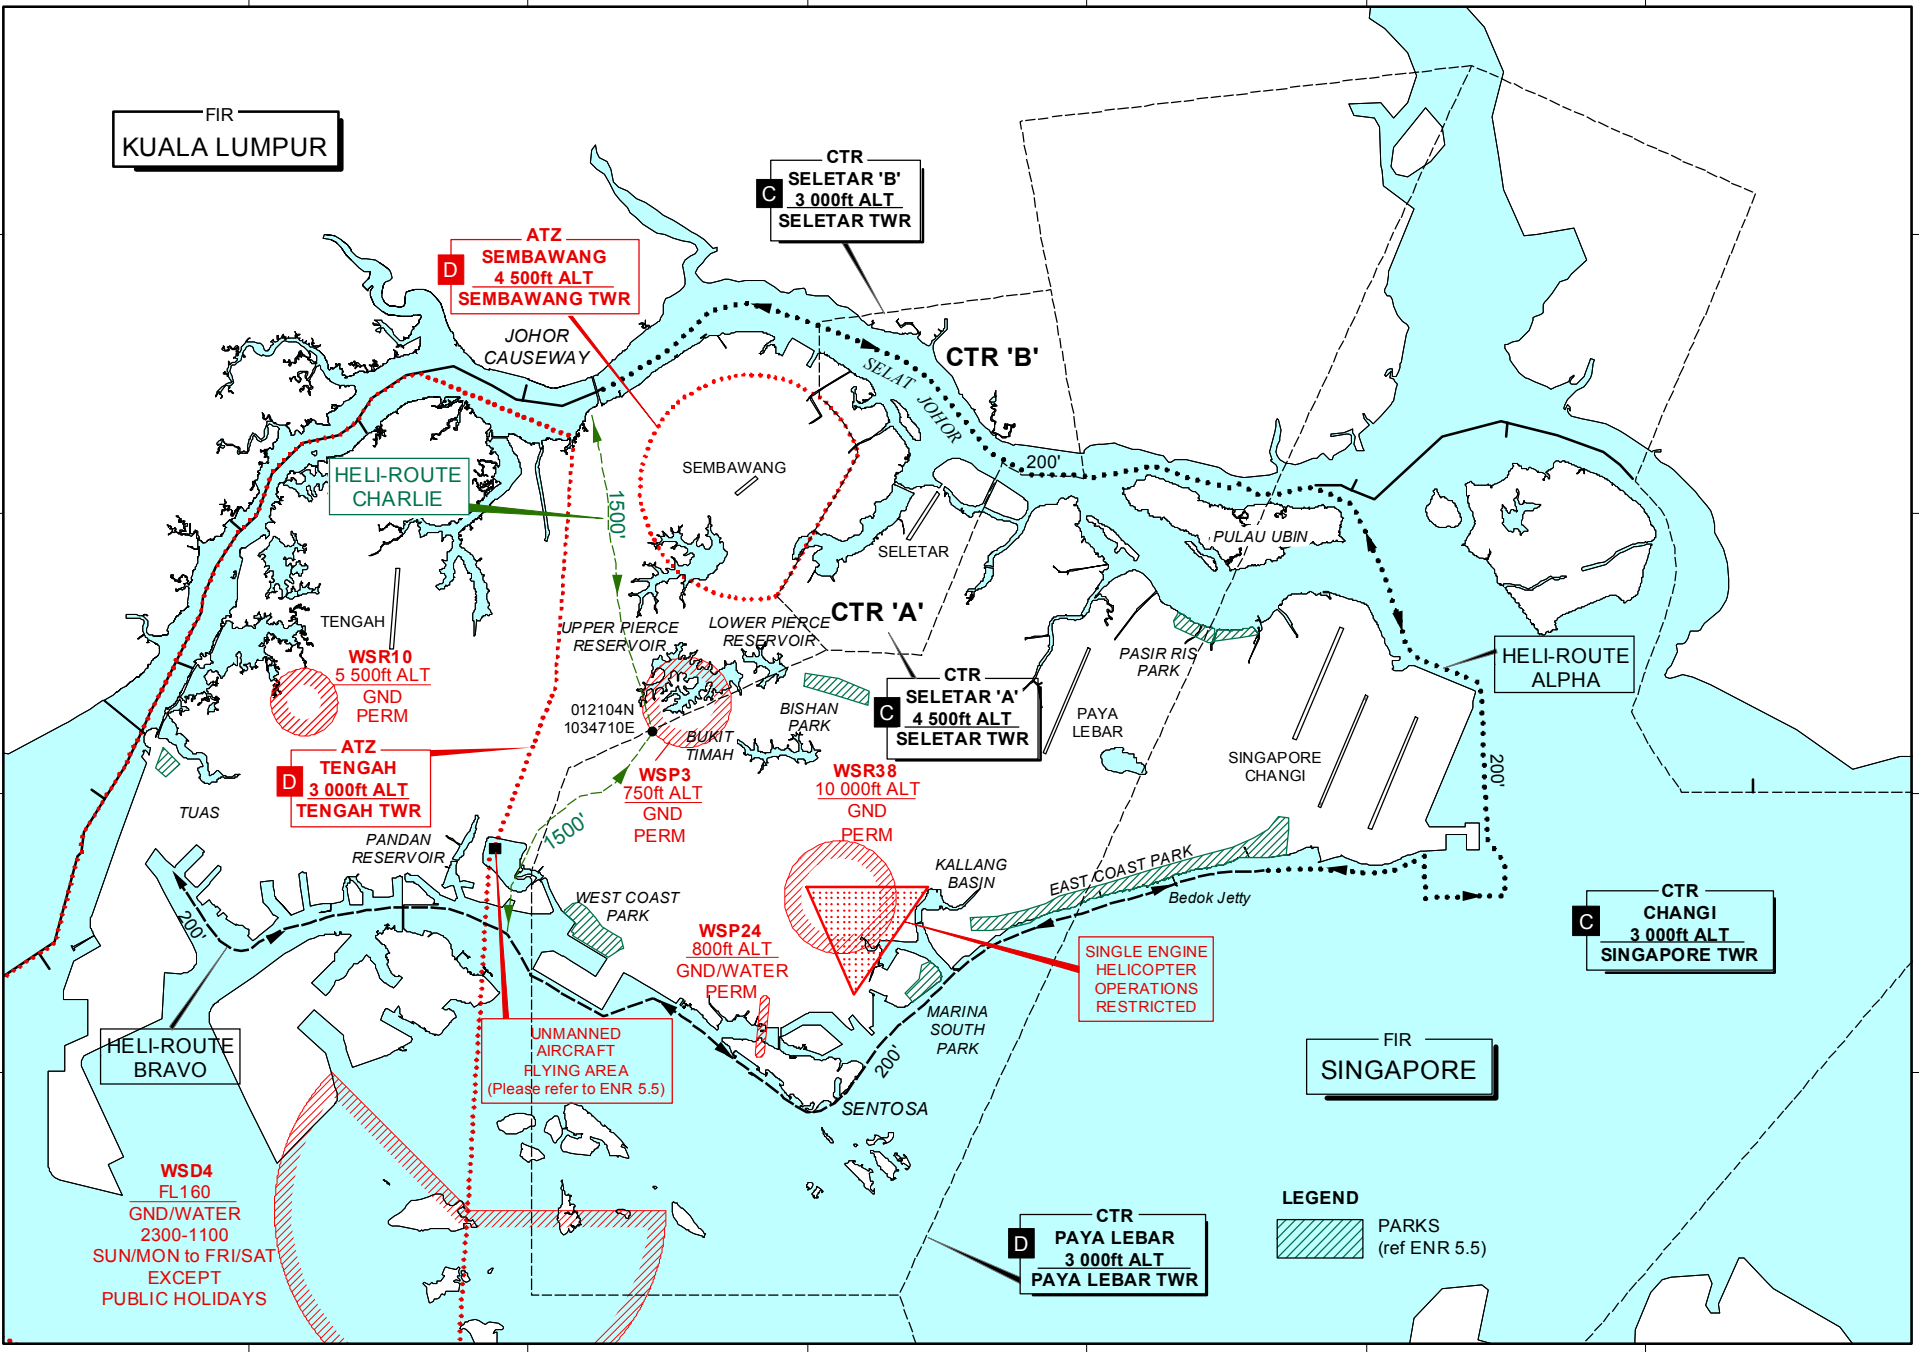 FIR
KUALA LUMPUR
CTR
C
SELETAR 'B'
3 000ft ALT
SELETAR TWR
ATZ
D
SEMBAWANG
4 500ft ALT
SEMBAWANG TWR
JOHOR
CAUSEWAY
CTR 'B'
SELAT
JOHOR
HELI-ROUTE
CHARLIE
1500'
SEMBAWANG
200'
SELETAR
PULAU UBIN
TENGAH
UPPER PIERCE
RESERVOIR
LOWER PIERCE
RESERVOIR
CTR 'A'
PASIR RIS
PARK
HELI-ROUTE
ALPHA
WSR10
5 500ft ALT
GND
PERM
012104N
1034710E
BISHAN
PARK
BUKIT
TIMAH
CTR
C
SELETAR 'A'
4 500ft ALT
SELETAR TWR
PAYA
LEBAR
SINGAPORE
CHANGI
200'
ATZ
D
TENGAH
3 000ft ALT
TENGAH TWR
WSP3
750ft ALT
GND
PERM
WSR38
10 000ft ALT
GND
PERM
TUAS
PANDAN
RESERVOIR
1500'
KALLANG
BASIN
EAST COAST PARK
Bedok Jetty
WEST COAST
PARK
200'
WSP24
800ft ALT
GND/WATER
PERM
SINGLE ENGINE
HELICOPTER
OPERATIONS
RESTRICTED
CTR
C
CHANGI
3 000ft ALT
SINGAPORE TWR
MARINA
SOUTH
PARK
HELI-ROUTE
BRAVO
UNMANNED
AIRCRAFT
FLYING AREA
(Please refer to ENR 5.5)
200'
SENTOSA
FIR
SINGAPORE
WSD4
FL160
GND/WATER
2300-1100
SUN/MON to FRI/SAT
EXCEPT
PUBLIC HOLIDAYS
CTR
D
PAYA LEBAR
3 000ft ALT
PAYA LEBAR TWR
LEGEND
PARKS
(ref ENR 5.5)